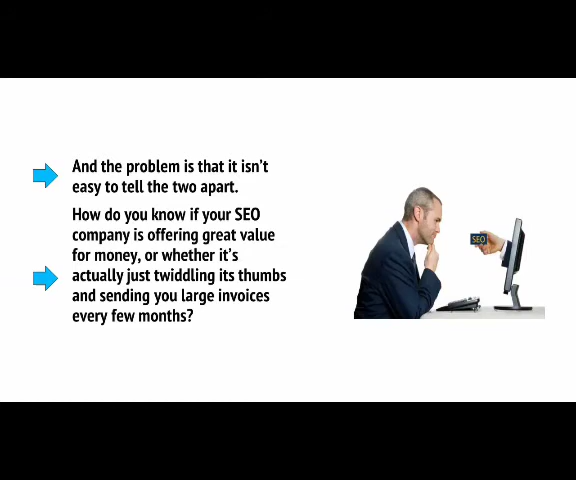 And the problem is that it isn't
easy to tell the two apart.
How do you know if your SEO
company is offering great value
for money, or whether it's
actually just twiddling its thumbs
and sending you large invoices
every few months?
SEO